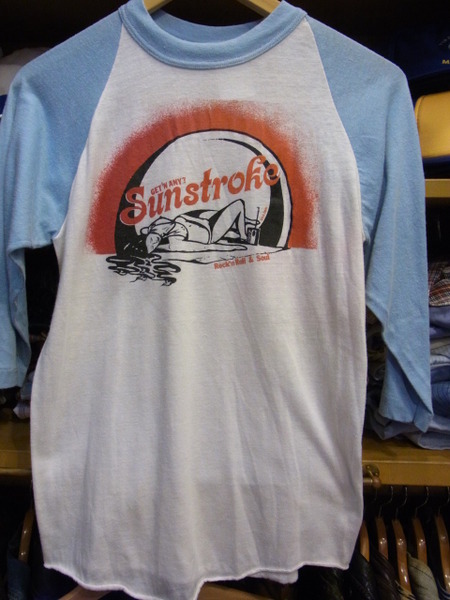 GET'N ANY?
Sunstroke
Rock'n Roll & Soul
M